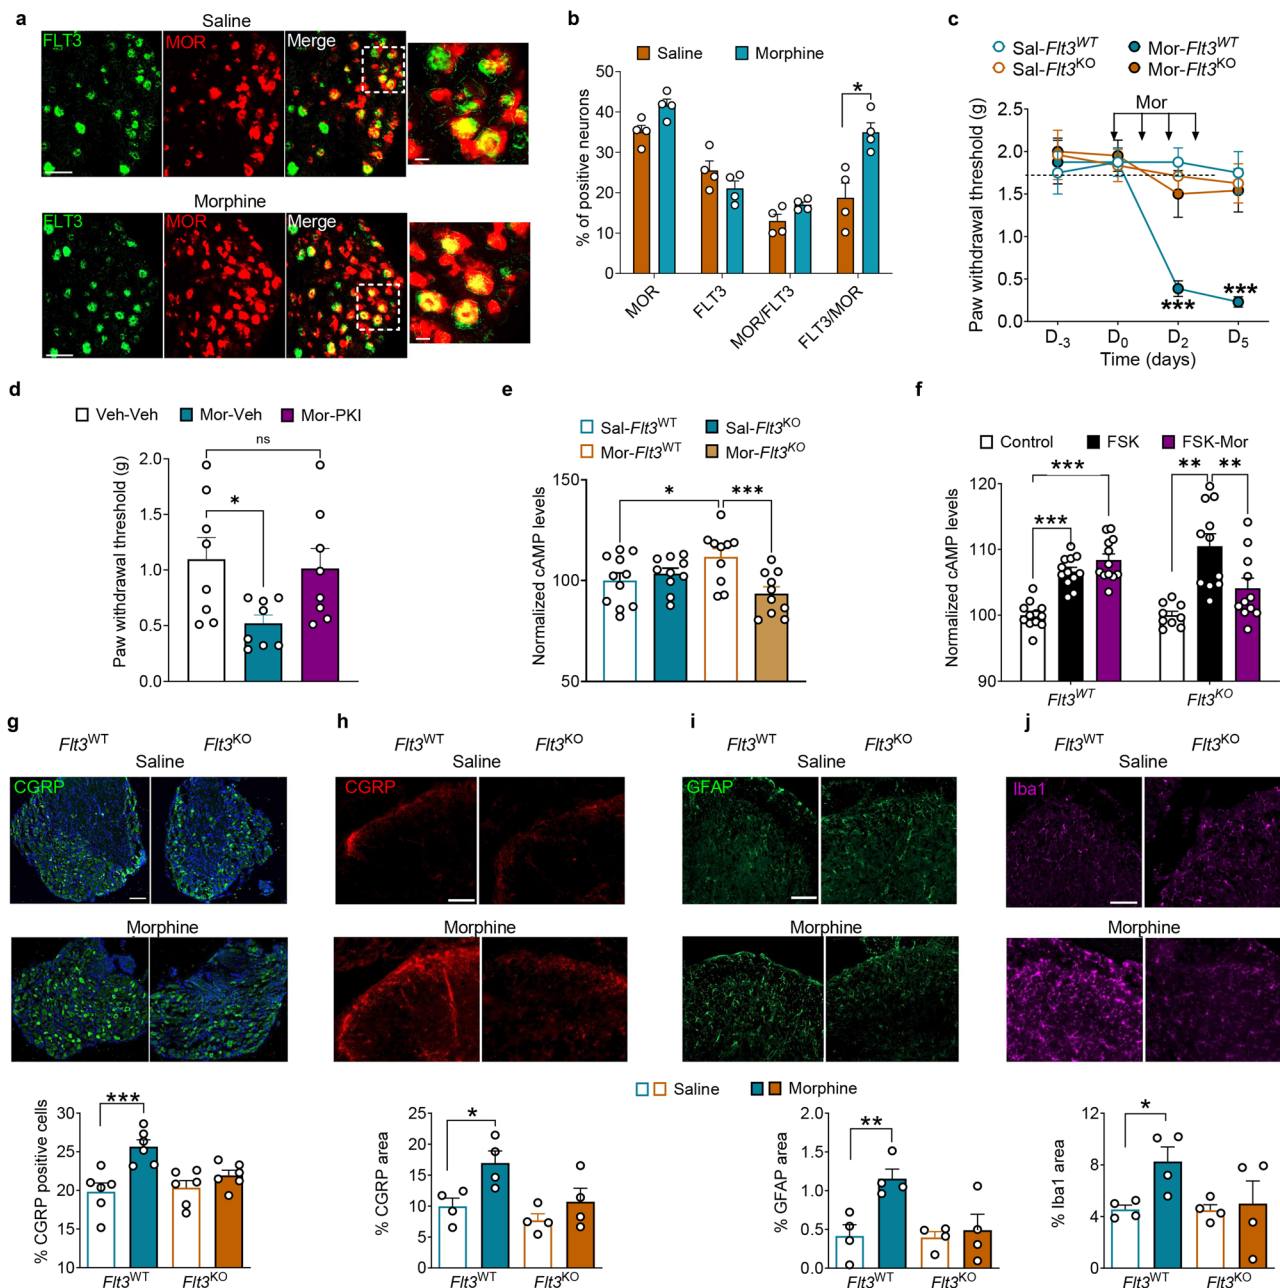 a
Saline
FLT3 MOR Merge
Morphine
FLT3 MOR Merge
b
Saline Morphine
% of positive neurons
50
40
30
20
10
0
*
MOR FLT3 MOR/FLT3 FLT3/MOR
c
Sal-Flt3WT Mor-Flt3WT
Sal-Flt3KO Mor-Flt3KO
Paw withdrawal threshold (g)
Mor
2.5
2.0
1.5
1.0
0.5
0.0
*** ***
D-3 D0 D2 D5
Time (days)
d
Veh-Veh Mor-Veh Mor-PKI
Paw withdrawal threshold (g)
ns
*
2.0
1.5
1.0
0.5
0.0
e
Sal-Flt3WT Sal-Flt3KO
Mor-Flt3WT Mor-Flt3KO
Normalized cAMP levels
* ***
150
100
50
f
Control FSK FSK-Mor
Normalized cAMP levels
*** ** **
***
120
110
100
90
Flt3WT Flt3KO
g
Flt3WT Flt3KO
Saline
CGRP
Morphine
h
Flt3WT Flt3KO
Saline
CGRP
Morphine
i
Flt3WT Flt3KO
Saline
GFAP
Morphine
j
Flt3WT Flt3KO
Saline
Iba1
Morphine
Saline Morphine
% CGRP positive cells
***
30
25
20
15
10
Flt3WT Flt3KO
% CGRP area
*
25
20
15
10
5
0
Flt3WT Flt3KO
% GFAP area
**
2.0
1.5
1.0
0.5
0.0
Flt3WT Flt3KO
% Iba1 area
*
12
8
4
0
Flt3WT Flt3KO